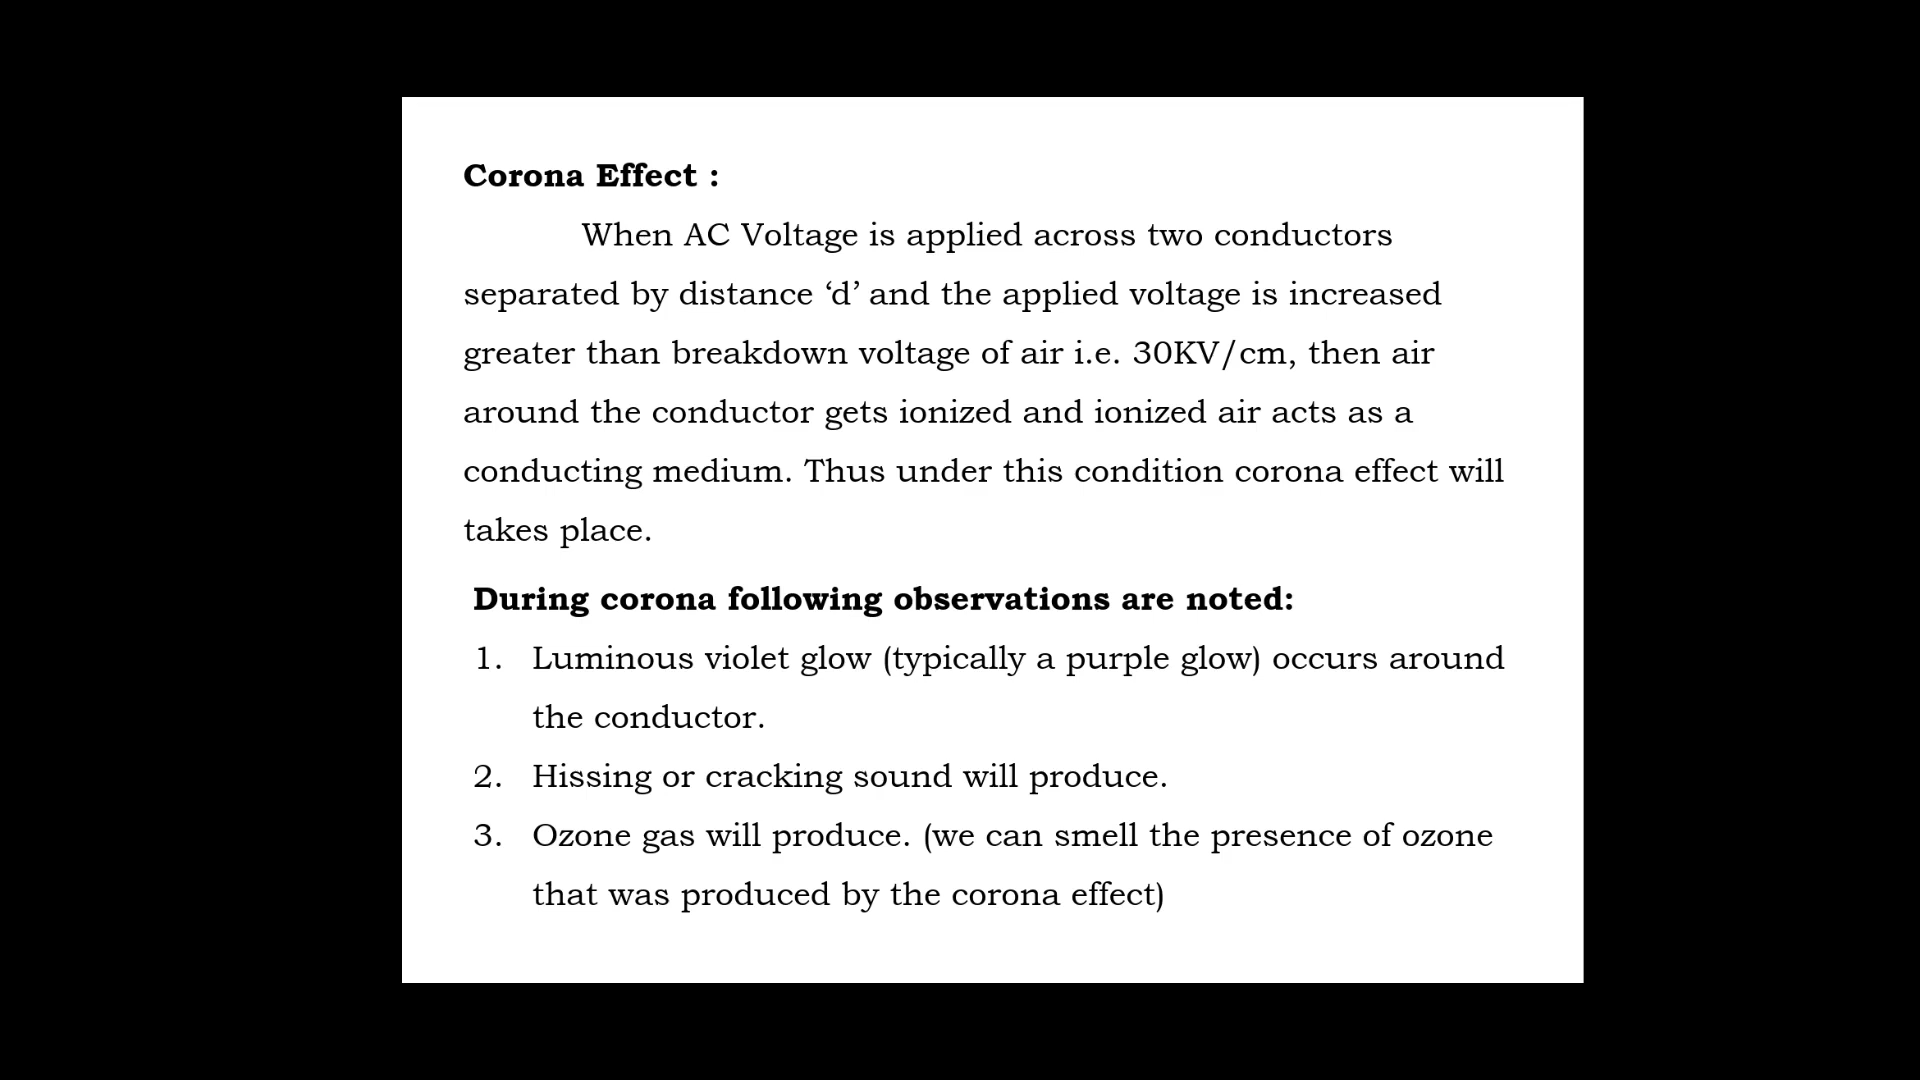 Corona Effect :
When AC Voltage is applied across two conductors
separated by distance ‘d’ and the applied voltage is increased
greater than breakdown voltage of air i.e. 30KV/cm, then air
around the conductor gets ionized and ionized air acts as a
conducting medium. Thus under this condition corona effect will
takes place.
During corona following observations are noted:
1. Luminous violet glow (typically a purple glow) occurs around
the conductor.
2. Hissing or cracking sound will produce.
3. Ozone gas will produce. (we can smell the presence of ozone
that was produced by the corona effect)